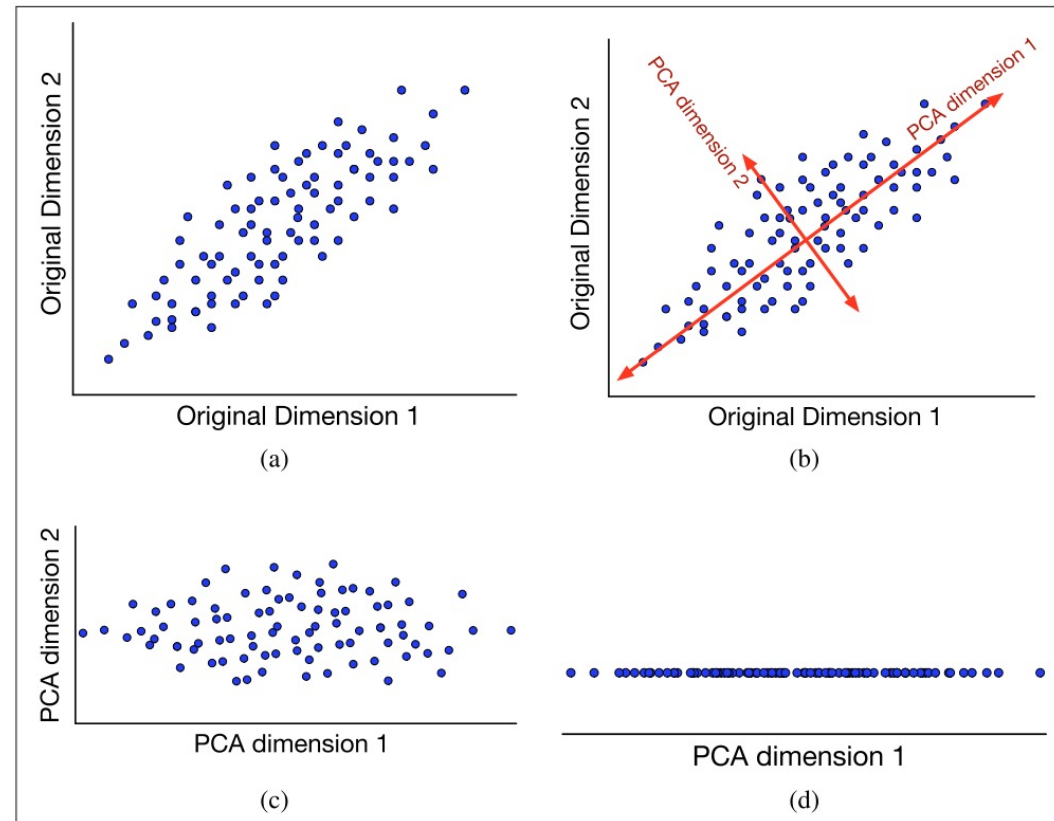 Original Dimension 2
Original Dimension 1
(a)
Original Dimension 2
PCA dimension 2
PCA dimension 1
Original Dimension 1
(b)
PCA dimension 2
PCA dimension 1
(c)
PCA dimension 1
(d)